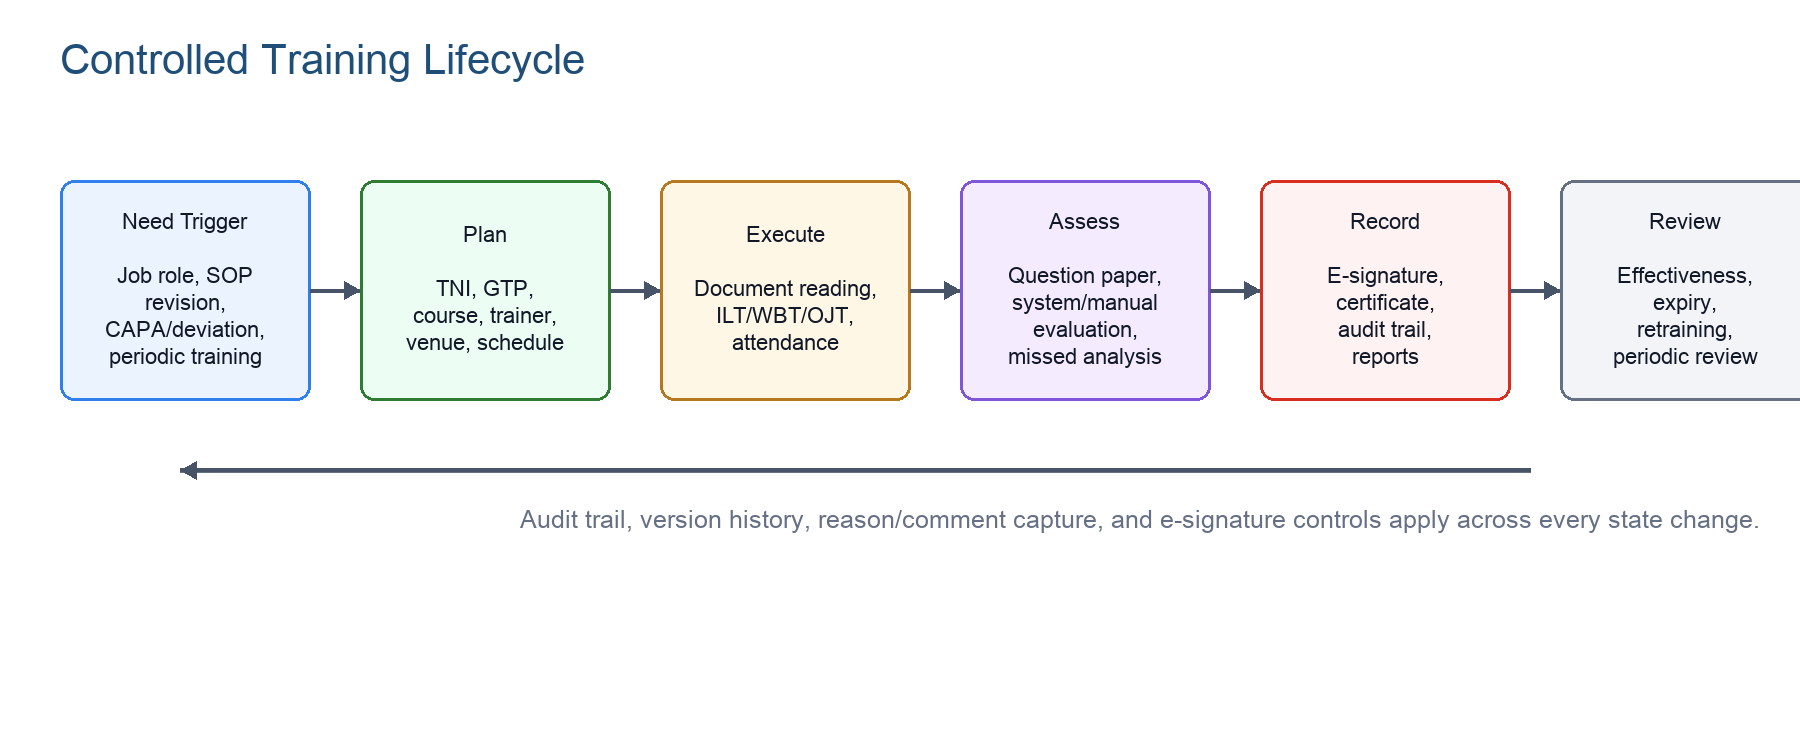 Controlled Training Lifecycle
Need Trigger
Job role, SOP
revision,
CAPA/deviation,
periodic training
Plan
TNI, GTP,
course, trainer,
venue, schedule
Execute
Document reading,
ILT/WBT/OJT,
attendance
Assess
Question paper,
system/manual
evaluation,
missed analysis
Record
E-signature,
certificate,
audit trail,
reports
Review
Effectiveness,
expiry,
retraining,
periodic review
Audit trail, version history, reason/comment capture, and e-signature controls apply across every state change.